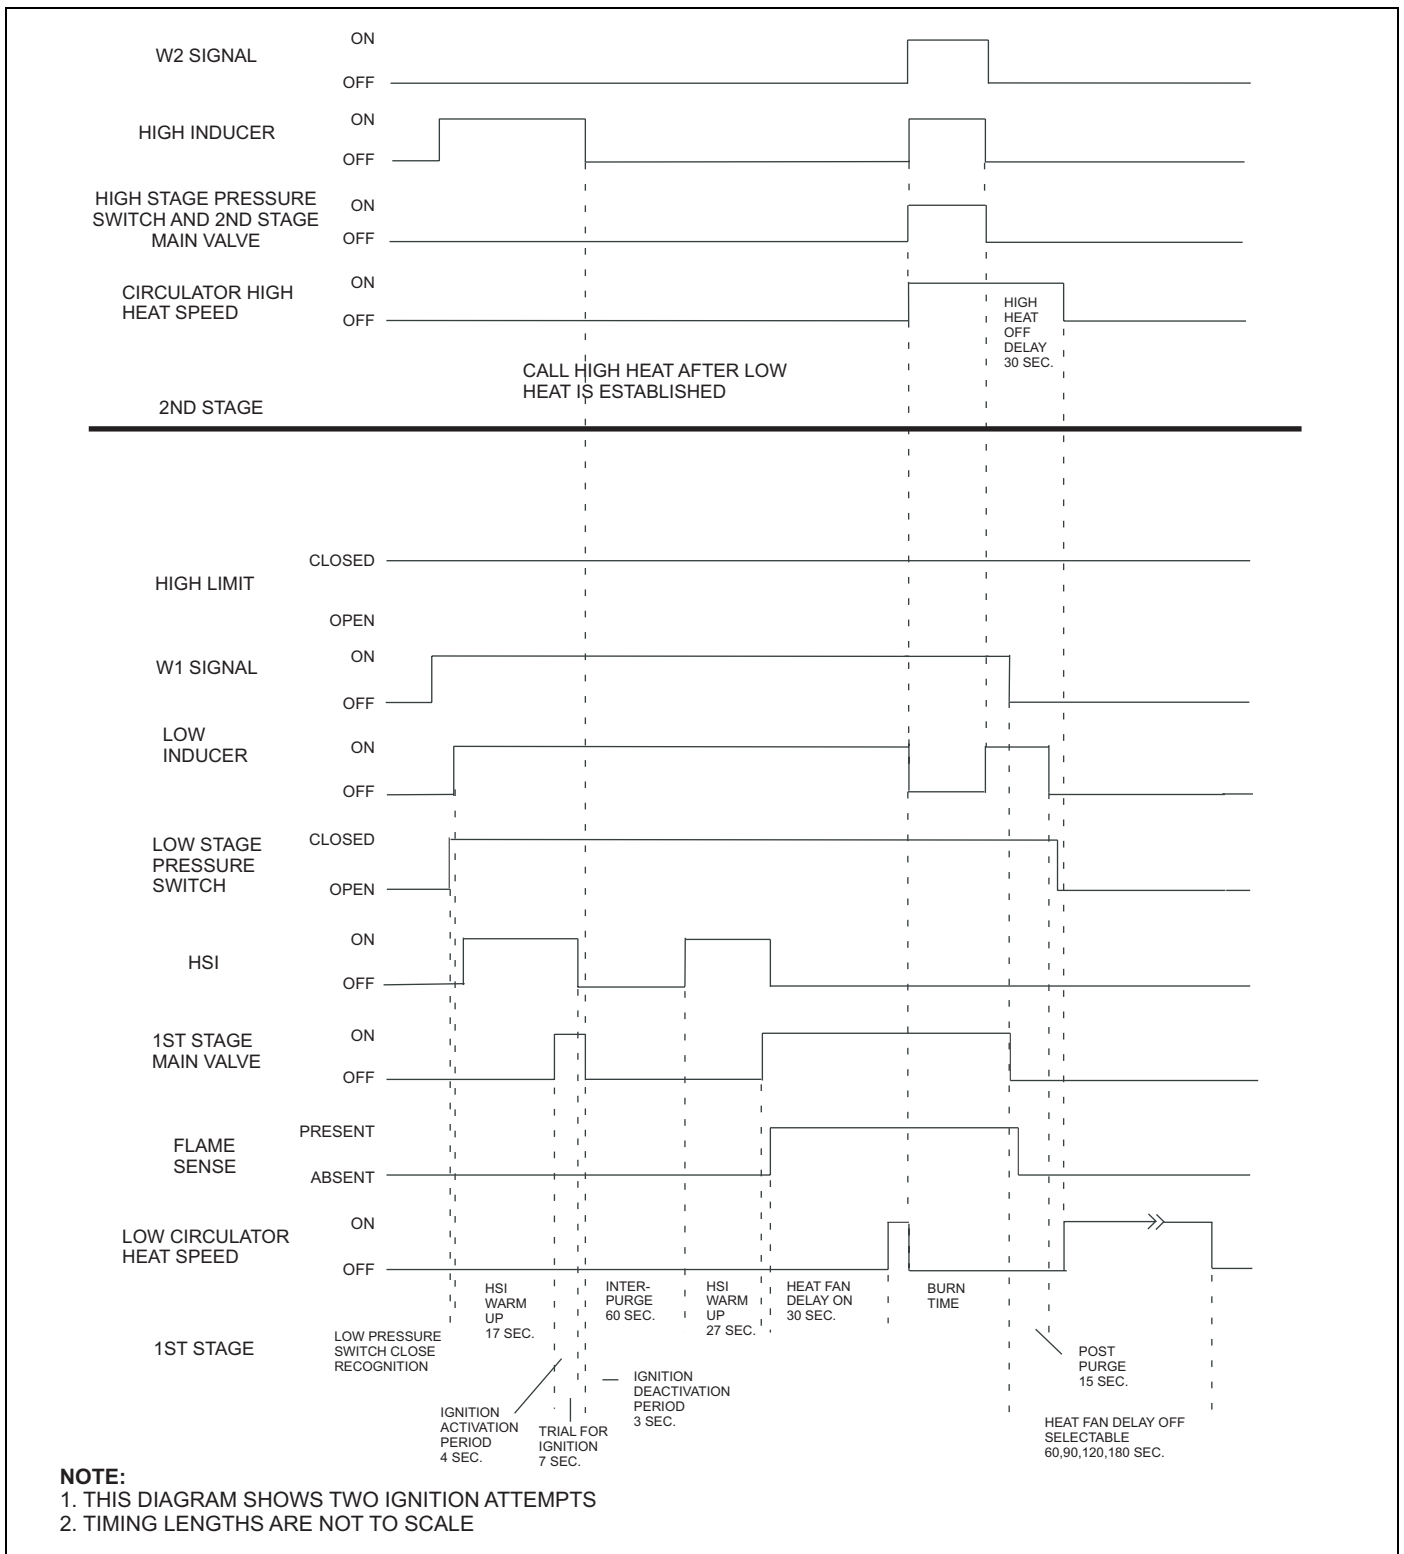 W2 SIGNAL
ON
OFF
HIGH INDUCER
ON
OFF
HIGH STAGE PRESSURE
SWITCH AND 2ND STAGE
MAIN VALVE
ON
OFF
CIRCULATOR HIGH
HEAT SPEED
ON
OFF
HIGH
HEAT
OFF
DELAY
30 SEC.
CALL HIGH HEAT AFTER LOW
HEAT IS ESTABLISHED
2ND STAGE
HIGH LIMIT
CLOSED
OPEN
W1 SIGNAL
ON
OFF
LOW
INDUCER
ON
OFF
LOW STAGE
PRESSURE
SWITCH
CLOSED
OPEN
HSI
ON
OFF
1ST STAGE
MAIN VALVE
ON
OFF
FLAME
SENSE
PRESENT
ABSENT
LOW CIRCULATOR
HEAT SPEED
ON
OFF
HSI
WARM
UP
17 SEC.
INTER-
PURGE
60 SEC.
HSI
WARM
UP
27 SEC.
HEAT FAN
DELAY ON
30 SEC.
BURN
TIME
1ST STAGE
LOW PRESSURE
SWITCH CLOSE
RECOGNITION
IGNITION
ACTIVATION
PERIOD
4 SEC.
TRIAL FOR
IGNITION
7 SEC.
IGNITION
DEACTIVATION
PERIOD
3 SEC.
POST
PURGE
15 SEC.
HEAT FAN DELAY OFF
SELECTABLE
60,90,120,180 SEC.
NOTE:
1. THIS DIAGRAM SHOWS TWO IGNITION ATTEMPTS
2. TIMING LENGTHS ARE NOT TO SCALE